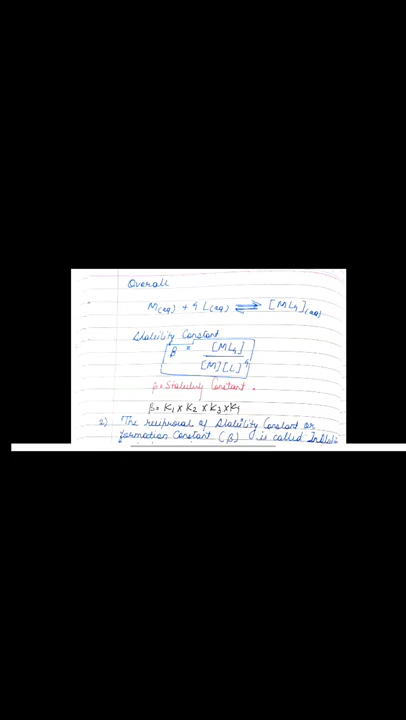 Overall
M(aq) + 4 L(aq) ⇌ [ML4](aq)
Stability Constant
β = [ML4]
[M][L]^4
β = Stability Constant.
β = K1 x K2 x K3 x K4
2) The reciprocal of Stability Constant or
formation Constant (β) is called